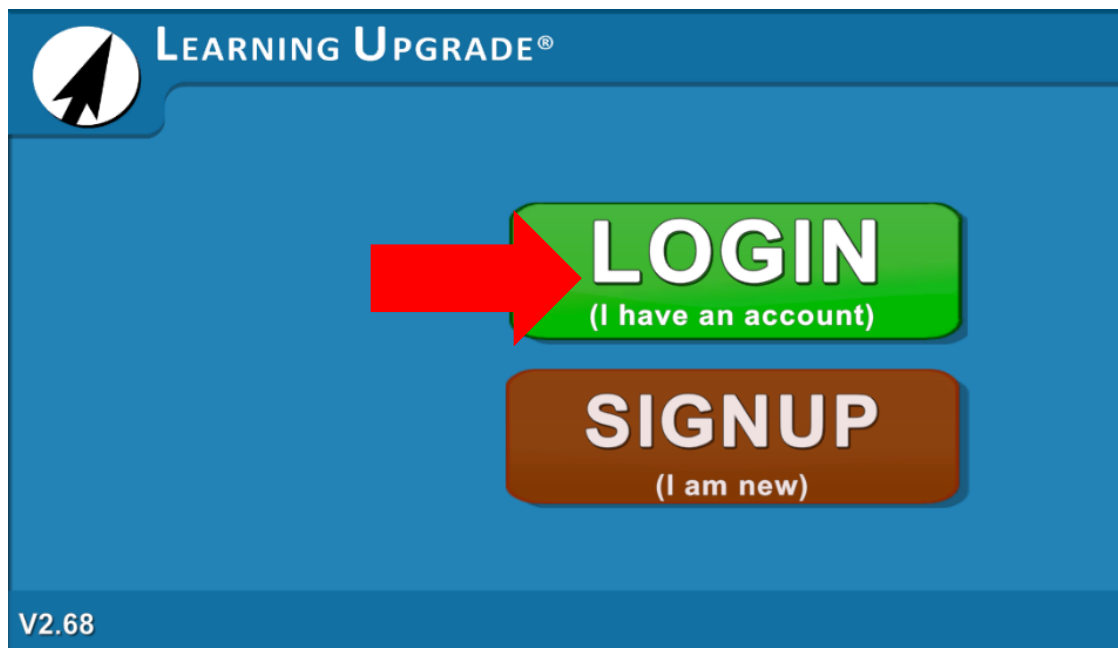 LEARNING UPGRADE®
LOGIN
(I have an account)
SIGNUP
(I am new)
V2.68